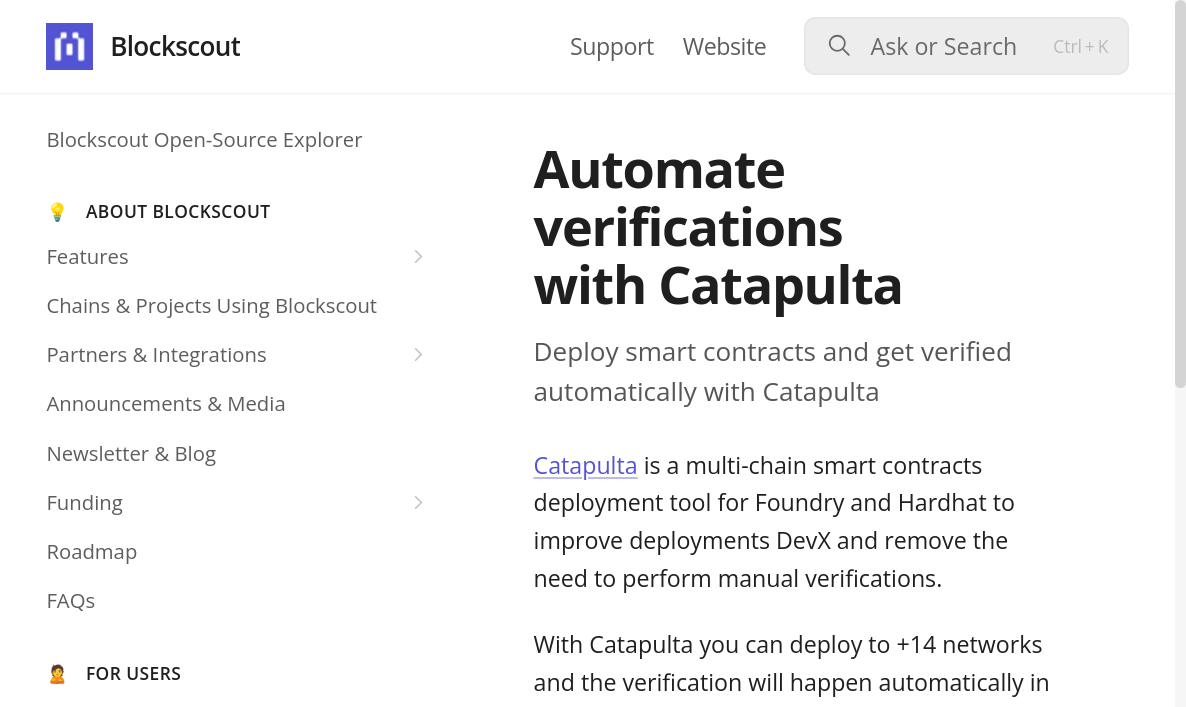 Blockscout
Support
Website
Ask or Search
Ctrl + K
Blockscout Open-Source Explorer
ABOUT BLOCKSCOUT
Features
Chains & Projects Using Blockscout
Partners & Integrations
Announcements & Media
Newsletter & Blog
Funding
Roadmap
FAQs
FOR USERS
Automate
verifications
with Catapulta
Deploy smart contracts and get verified
automatically with Catapulta
Catapulta is a multi-chain smart contracts
deployment tool for Foundry and Hardhat to
improve deployments DevX and remove the
need to perform manual verifications.
With Catapulta you can deploy to +14 networks
and the verification will happen automatically in